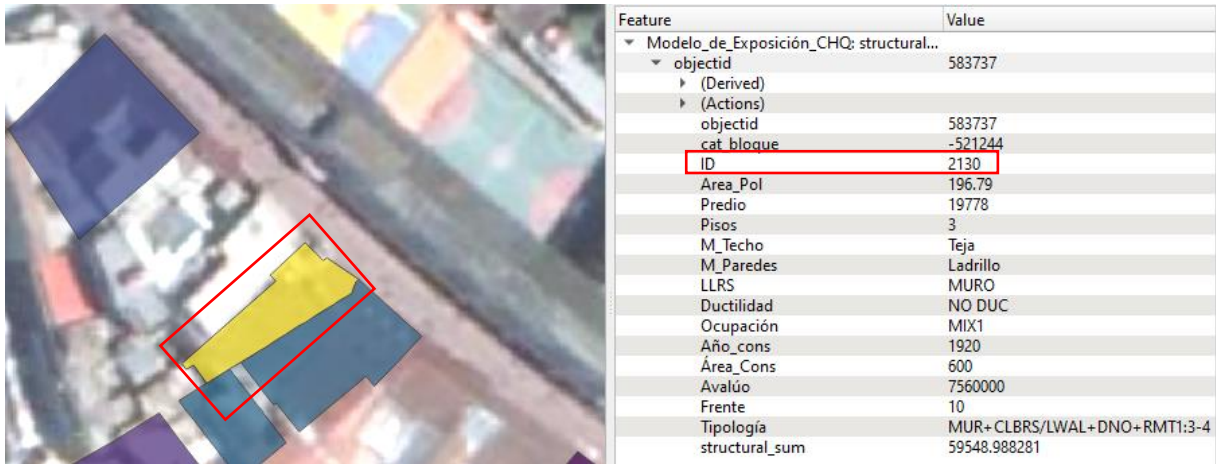 Feature Value
Modelo_de_Exposición_CHQ: structural...
objectid 583737
(Derived)
(Actions)
objectid 583737
cat_bloque -521244
ID 2130
Area_Pol 196.79
Predio 19778
Pisos 3
M_Techo Teja
M_Paredes Ladrillo
LLRS MURO
Ductilidad NO DUC
Ocupación MIX1
Año_cons 1920
Área_Cons 600
Avalúo 7560000
Frente 10
Tipología MUR+CLBRS/LWAL+DNO+RMT1:3-4
structural_sum 59548.988281